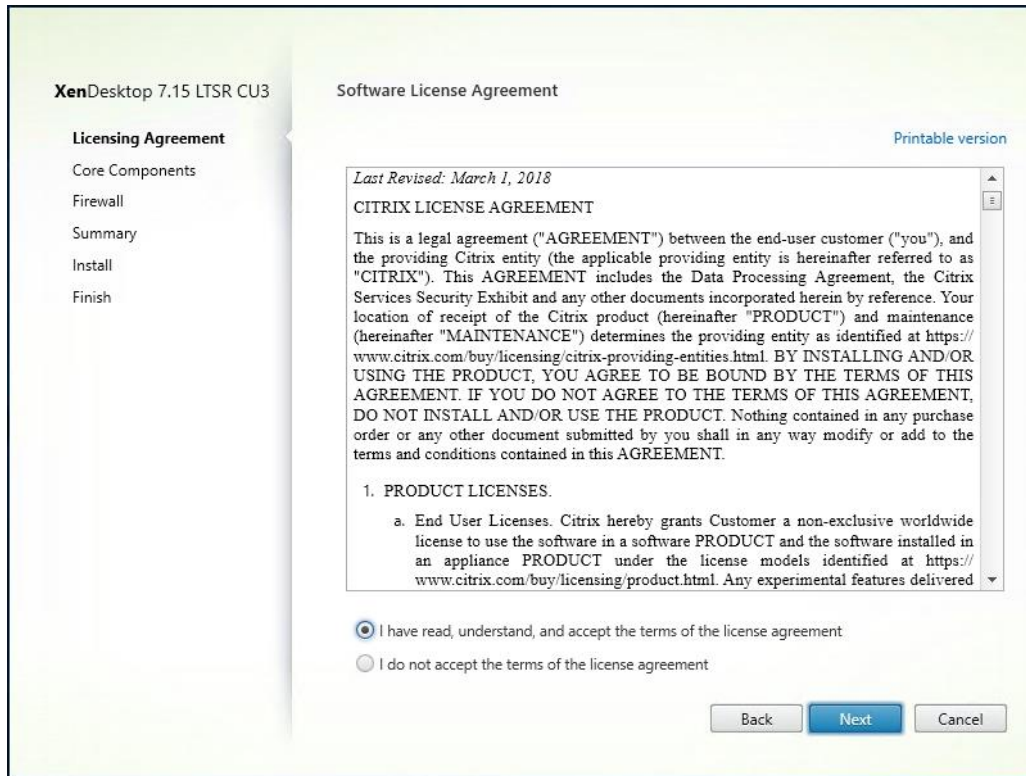 XenDesktop 7.15 LTSR CU3
Licensing Agreement
Core Components
Firewall
Summary
Install
Finish
Software License Agreement
Printable version
Last Revised: March 1, 2018
CITRIX LICENSE AGREEMENT
This is a legal agreement ("AGREEMENT") between the end-user customer ("you"), and
the providing Citrix entity (the applicable providing entity is hereinafter referred to as
"CITRIX"). This AGREEMENT includes the Data Processing Agreement, the Citrix
Services Security Exhibit and any other documents incorporated herein by reference. Your
location of receipt of the Citrix product (hereinafter "PRODUCT") and maintenance
(hereinafter "MAINTENANCE") determines the providing entity as identified at https://
www.citrix.com/buy/licensing/citrix-providing-entities.html. BY INSTALLING AND/OR
USING THE PRODUCT, YOU AGREE TO BE BOUND BY THE TERMS OF THIS
AGREEMENT. IF YOU DO NOT AGREE TO THE TERMS OF THIS AGREEMENT,
DO NOT INSTALL AND/OR USE THE PRODUCT. Nothing contained in any purchase
order or any other document submitted by you shall in any way modify or add to the
terms and conditions contained in this AGREEMENT.
1. PRODUCT LICENSES.
a. End User Licenses. Citrix hereby grants Customer a non-exclusive worldwide
license to use the software in a software PRODUCT and the software installed in
an appliance PRODUCT under the license models identified at https://
www.citrix.com/buy/licensing/product.html. Any experimental features delivered
I have read, understand, and accept the terms of the license agreement
I do not accept the terms of the license agreement
Back
Next
Cancel